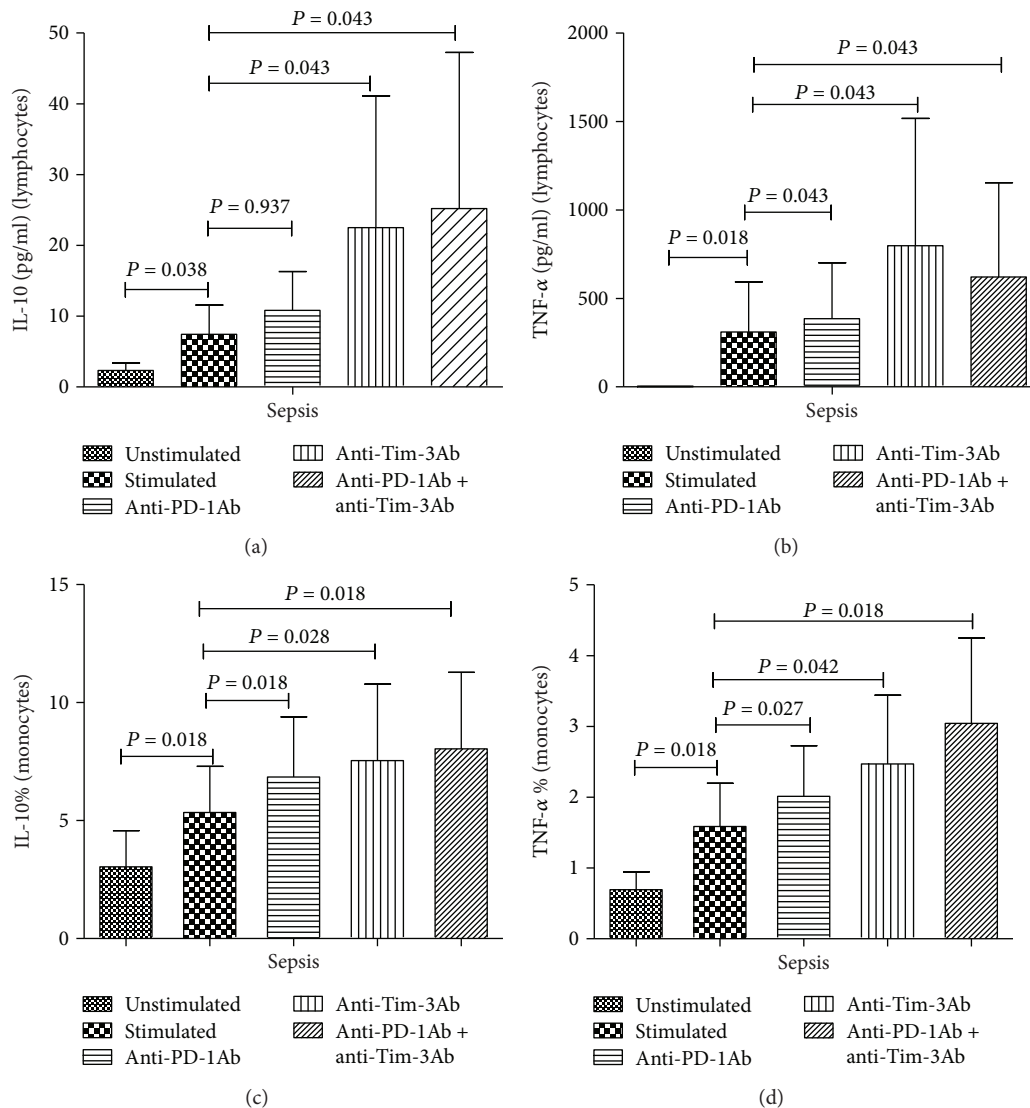 50
40
30
20
10
0
IL-10 (pg/ml) (lymphocytes)
P = 0.043
P = 0.043
P = 0.937
P = 0.038
Sepsis
Unstimulated
Stimulated
Anti-PD-1Ab
Anti-Tim-3Ab
Anti-PD-1Ab +
anti-Tim-3Ab
(a)
2000
1500
1000
500
0
TNF-α (pg/ml) (lymphocytes)
P = 0.043
P = 0.043
P = 0.043
P = 0.018
Sepsis
Unstimulated
Stimulated
Anti-PD-1Ab
Anti-Tim-3Ab
Anti-PD-1Ab +
anti-Tim-3Ab
(b)
15
10
5
0
IL-10% (monocytes)
P = 0.018
P = 0.028
P = 0.018
P = 0.018
Sepsis
Unstimulated
Stimulated
Anti-PD-1Ab
Anti-Tim-3Ab
Anti-PD-1Ab +
anti-Tim-3Ab
(c)
5
4
3
2
1
0
TNF-α % (monocytes)
P = 0.018
P = 0.042
P = 0.027
P = 0.018
Sepsis
Unstimulated
Stimulated
Anti-PD-1Ab
Anti-Tim-3Ab
Anti-PD-1Ab +
anti-Tim-3Ab
(d)